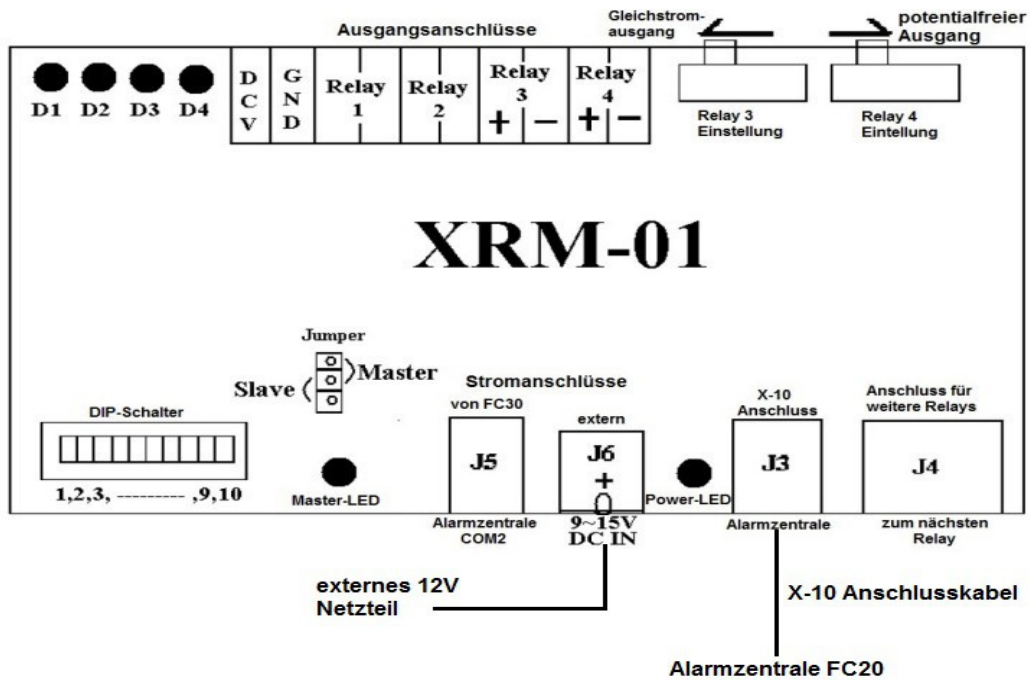 Ausgangsanschlüsse
Gleichstrom-
ausgang
potentialfreier
Ausgang
D1 D2 D3 D4
D
C
V
G
N
D
Relay
1
Relay
2
Relay
3
+ −
Relay
4
+ −
Relay 3
Einstellung
Relay 4
Eintellung
XRM-01
Jumper
Master
Slave
Stromanschlüsse
DIP-Schalter
1,2,3, --------- ,9,10
Master-LED
von FC30
J5
Alarmzentrale
COM2
extern
J6
+
9~15V
DC IN
Power-LED
X-10
Anschluss
J3
Alarmzentrale
Anschluss für
weitere Relays
J4
zum nächsten
Relay
externes 12V
Netzteil
X-10 Anschlusskabel
Alarmzentrale FC20